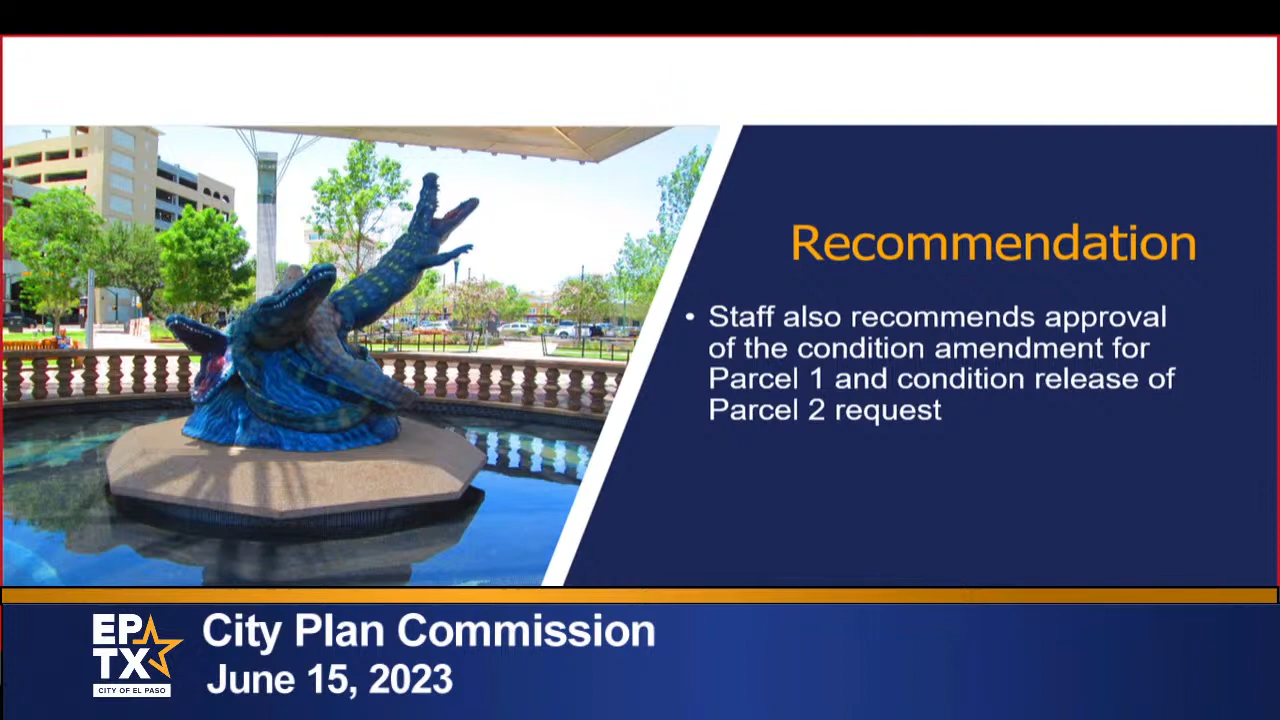 Recommendation
• Staff also recommends approval
of the condition amendment for
Parcel 1 and condition release of
Parcel 2 request
EP
TX
CITY OF EL PASO
City Plan Commission
June 15, 2023